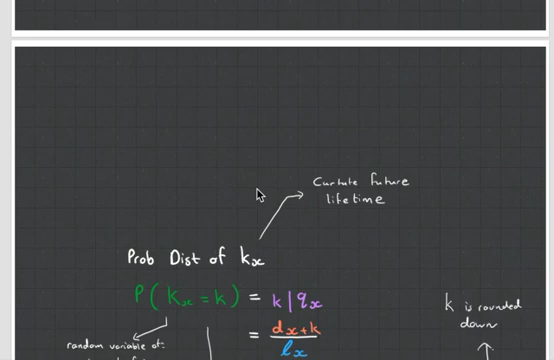 Curtate future
lifetime
Prob Dist of kx
P(kx = k) = k|qx
= dx+k
lx
k is rounded
down
random variable of: